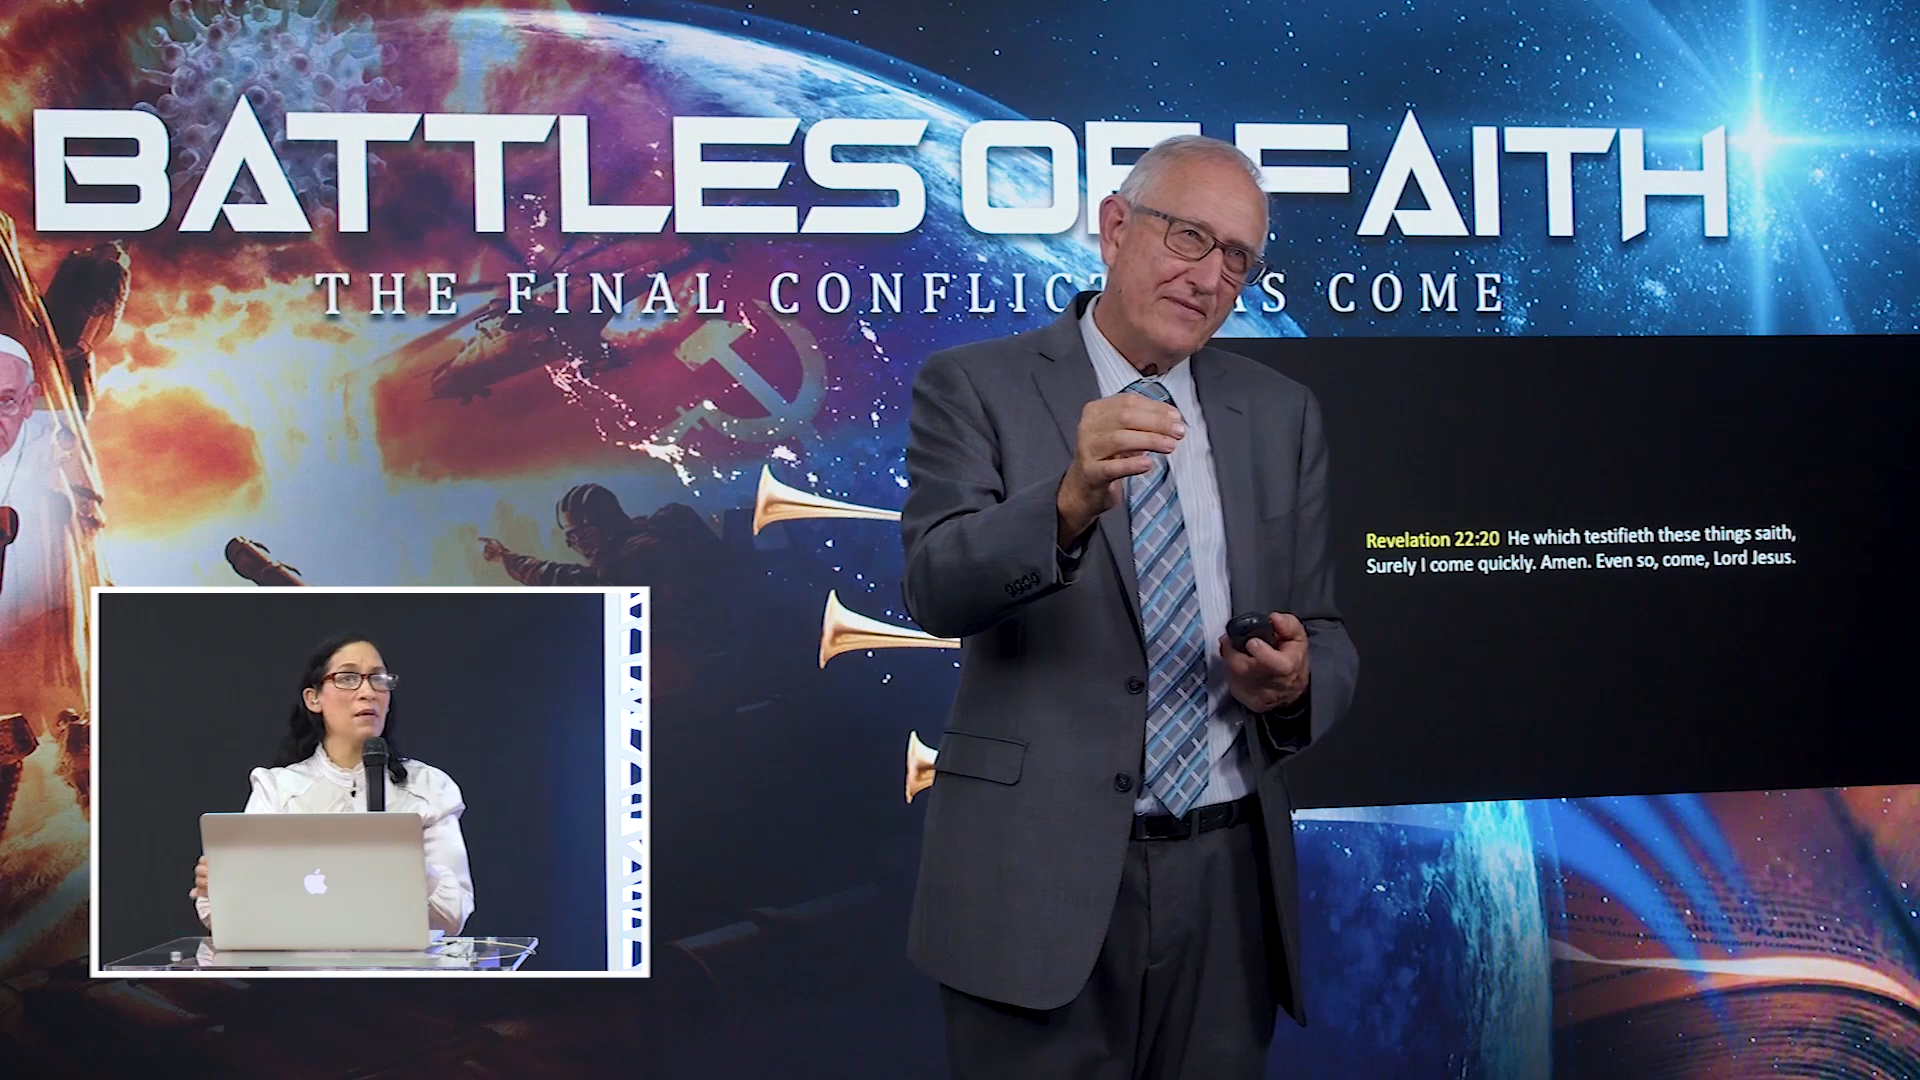 BATTLES OF FAITH
THE FINAL CONFLICT HAS COME
Revelation 22:20 He which testifieth these things saith,
Surely I come quickly. Amen. Even so, come, Lord Jesus.